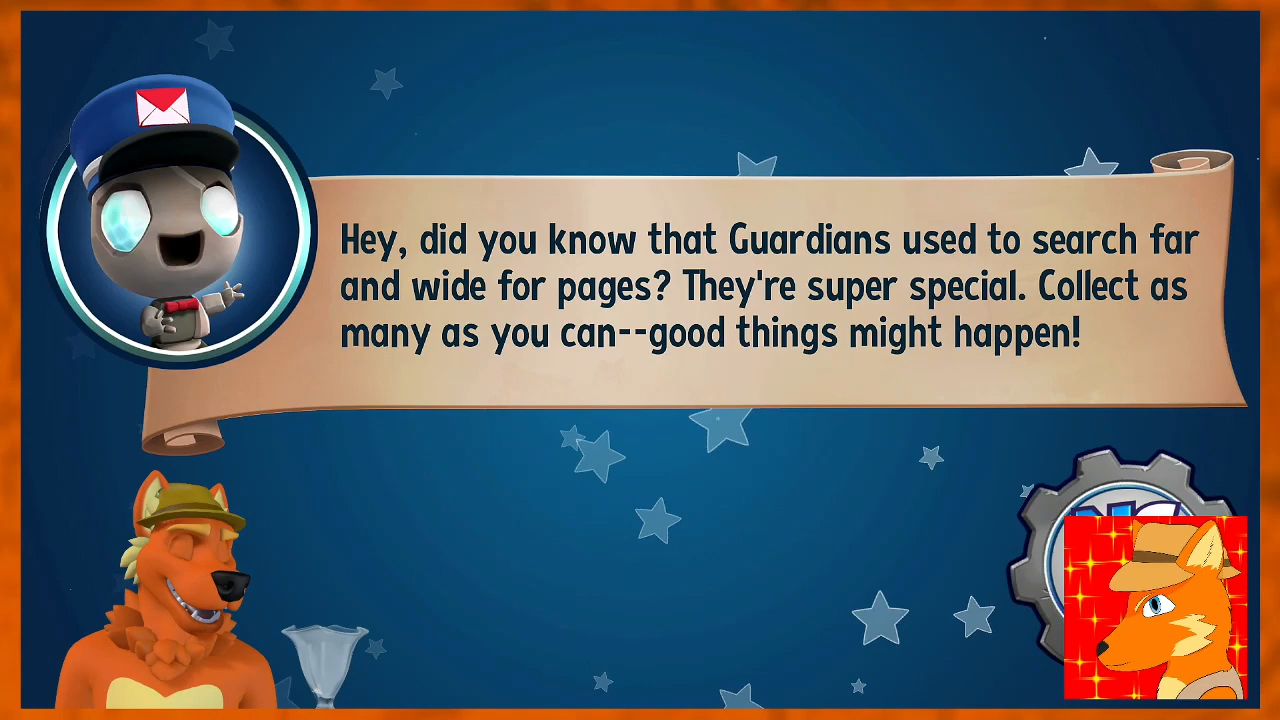 Hey, did you know that Guardians used to search far
and wide for pages? They're super special. Collect as
many as you can--good things might happen!